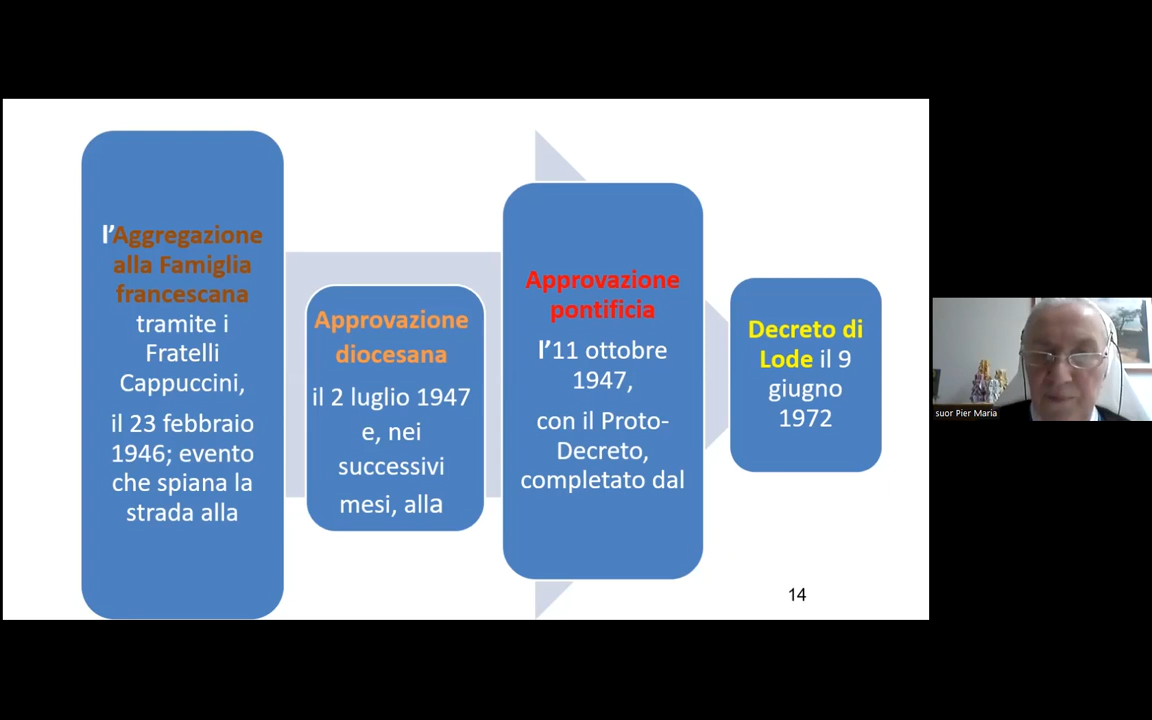 l’Aggregazione
alla Famiglia
francescana
tramite i
Fratelli
Cappuccini,
il 23 febbraio
1946; evento
che spiana la
strada alla
Approvazione
diocesana
il 2 luglio 1947
e, nei
successivi
mesi, alla
Approvazione
pontificia
l’11 ottobre
1947,
con il Proto-
Decreto,
completato dal
Decreto di
Lode il 9
giugno
1972
14
suor Pier Maria